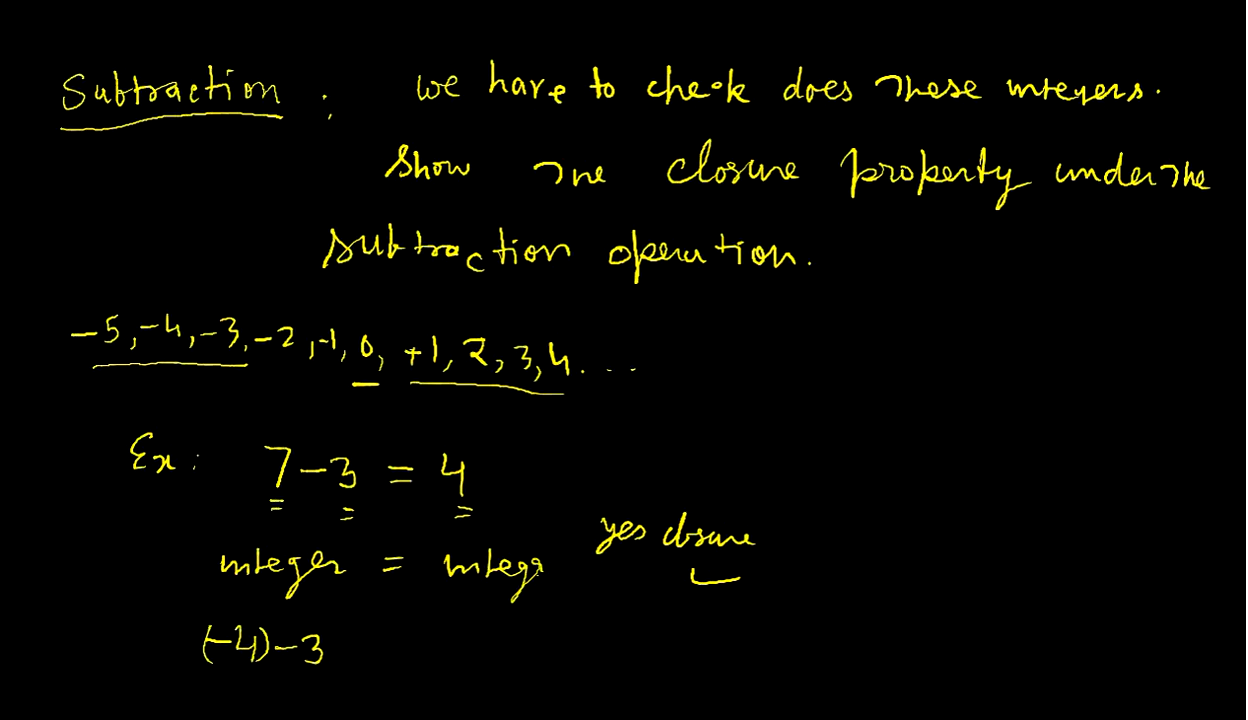 Subtraction : we have to check does these integers.
show the closure property under the
subtraction operation.
-5, -4, -3, -2, -1, 0, +1, 2, 3, 4. ...
Ex: 7 - 3 = 4
yes closure
integer = integr
(-4) - 3